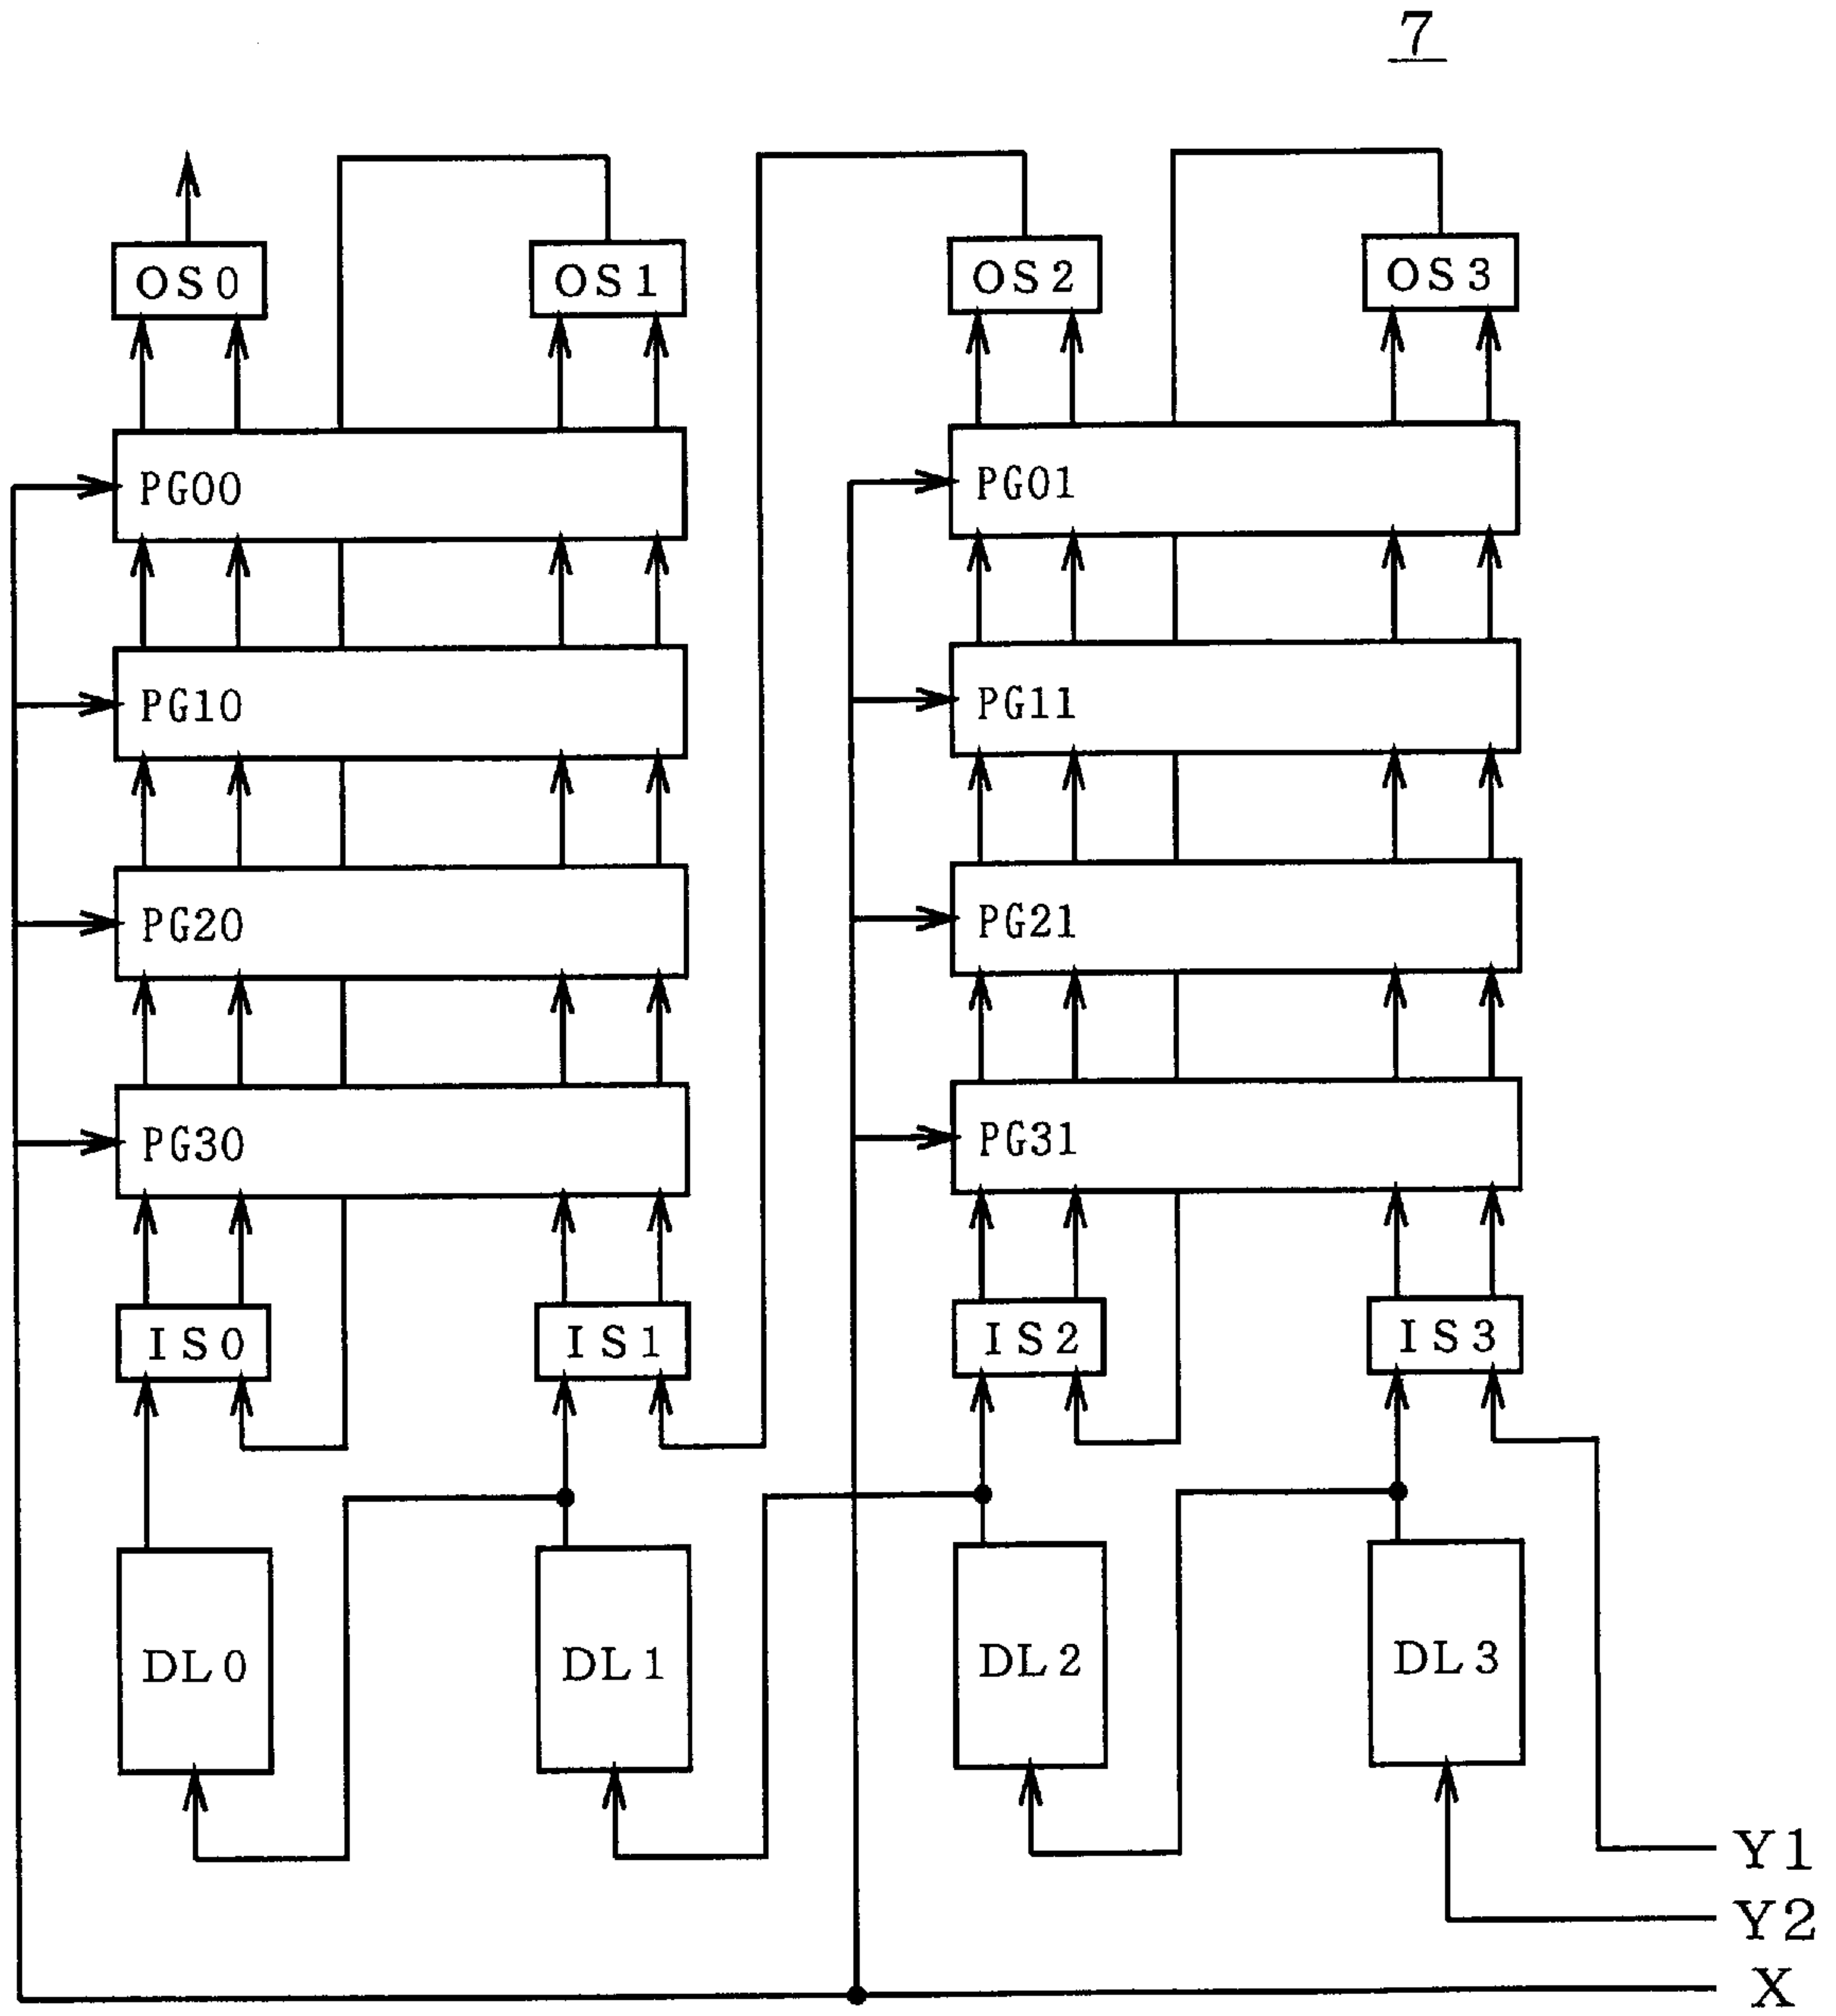 7
OS0 OS1 OS2 OS3
PG00 PG01
PG10 PG11
PG20 PG21
PG30 PG31
IS0 IS1 IS2 IS3
DL0 DL1 DL2 DL3
Y1
Y2
X